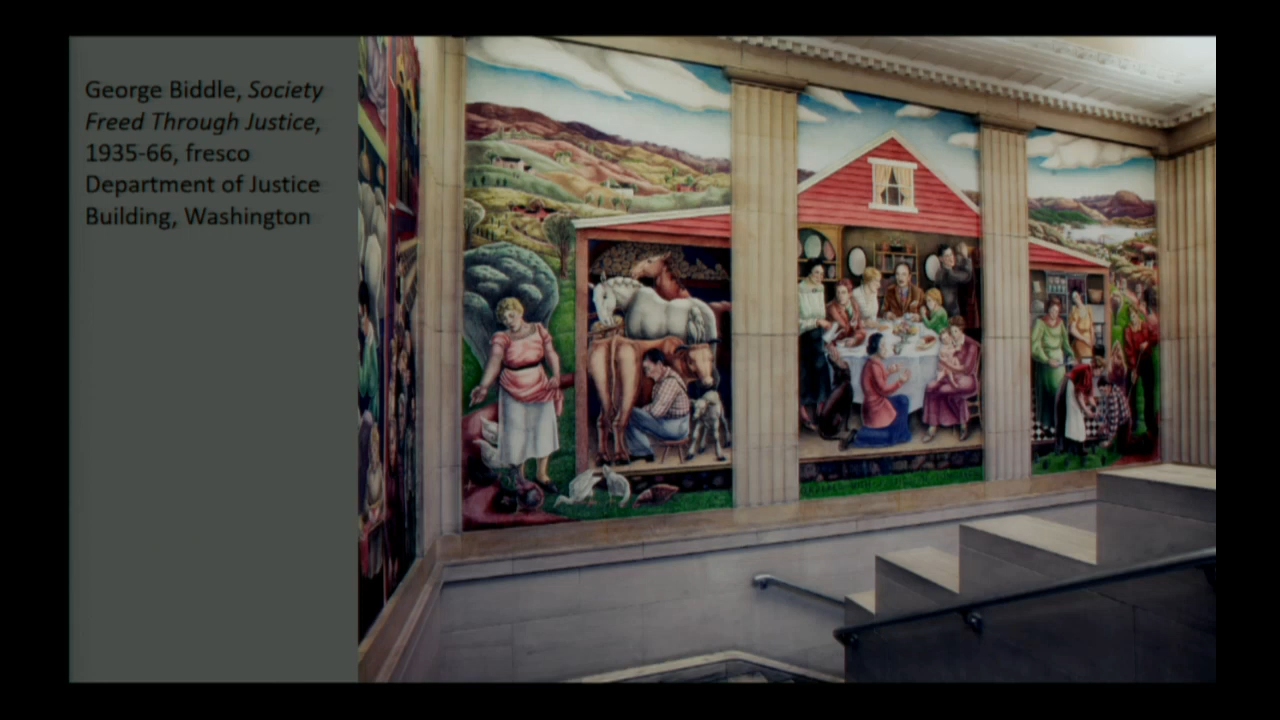 George Biddle, Society
Freed Through Justice,
1935-66, fresco
Department of Justice
Building, Washington